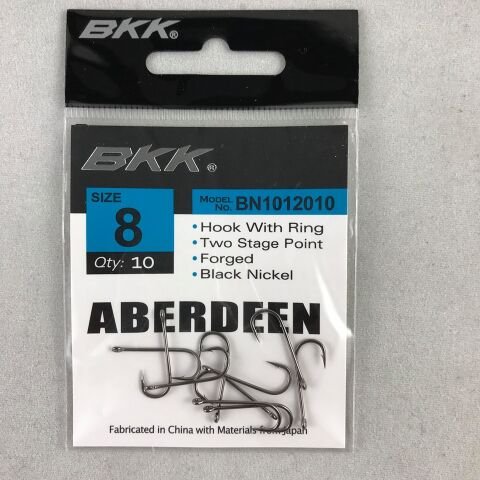 BKK®
BKK®
SIZE
8
Qty: 10
MODEL NO. BN1012010
• Hook With Ring
• Two Stage Point
• Forged
• Black Nickel
ABERDEEN
Fabricated in China with Materials from Japan